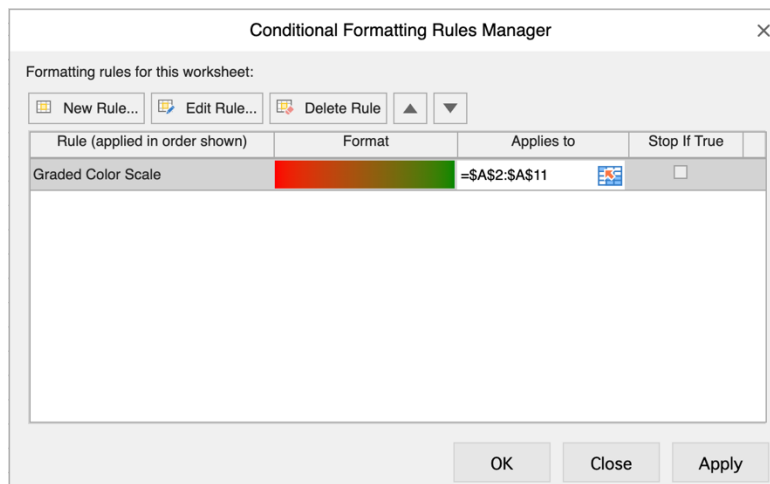 Conditional Formatting Rules Manager
Formatting rules for this worksheet:
New Rule... Edit Rule... Delete Rule
Rule (applied in order shown) Format Applies to Stop If True
Graded Color Scale =$A$2:$A$11
OK Close Apply